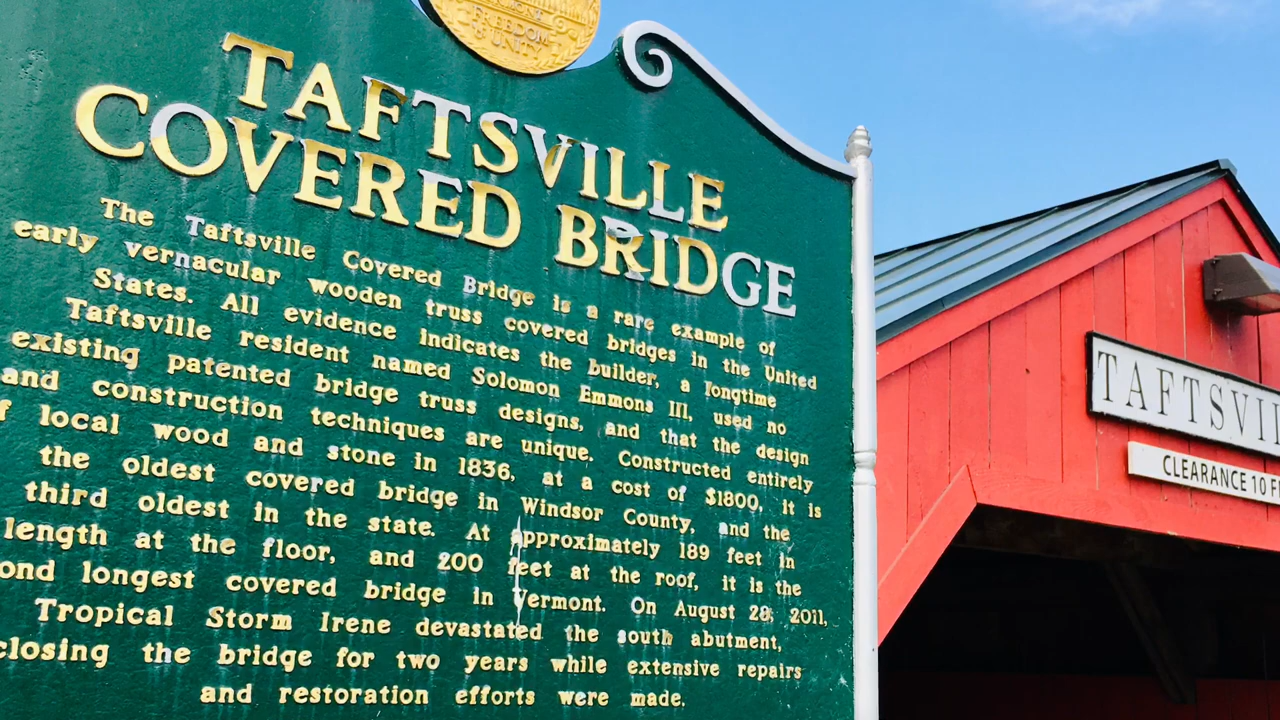 VERMONT
FREEDOM
& UNITY
TAFTSVILLE
COVERED BRIDGE
The Taftsville Covered Bridge is a rare example of
early vernacular wooden truss covered bridges in the United
States. All evidence indicates the builder, a longtime
Taftsville resident named Solomon Emmons III, used no
existing patented bridge truss designs, and that the design
and construction techniques are unique. Constructed entirely
f local wood and stone in 1836, at a cost of $1800, it is
the oldest covered bridge in Windsor County, and the
third oldest in the state. At approximately 189 feet in
length at the floor, and 200 feet at the roof, it is the
ond longest covered bridge in Vermont. On August 28, 2011,
Tropical Storm Irene devastated the south abutment,
closing the bridge for two years while extensive repairs
and restoration efforts were made.
TAFTSVIL
CLEARANCE 10 F